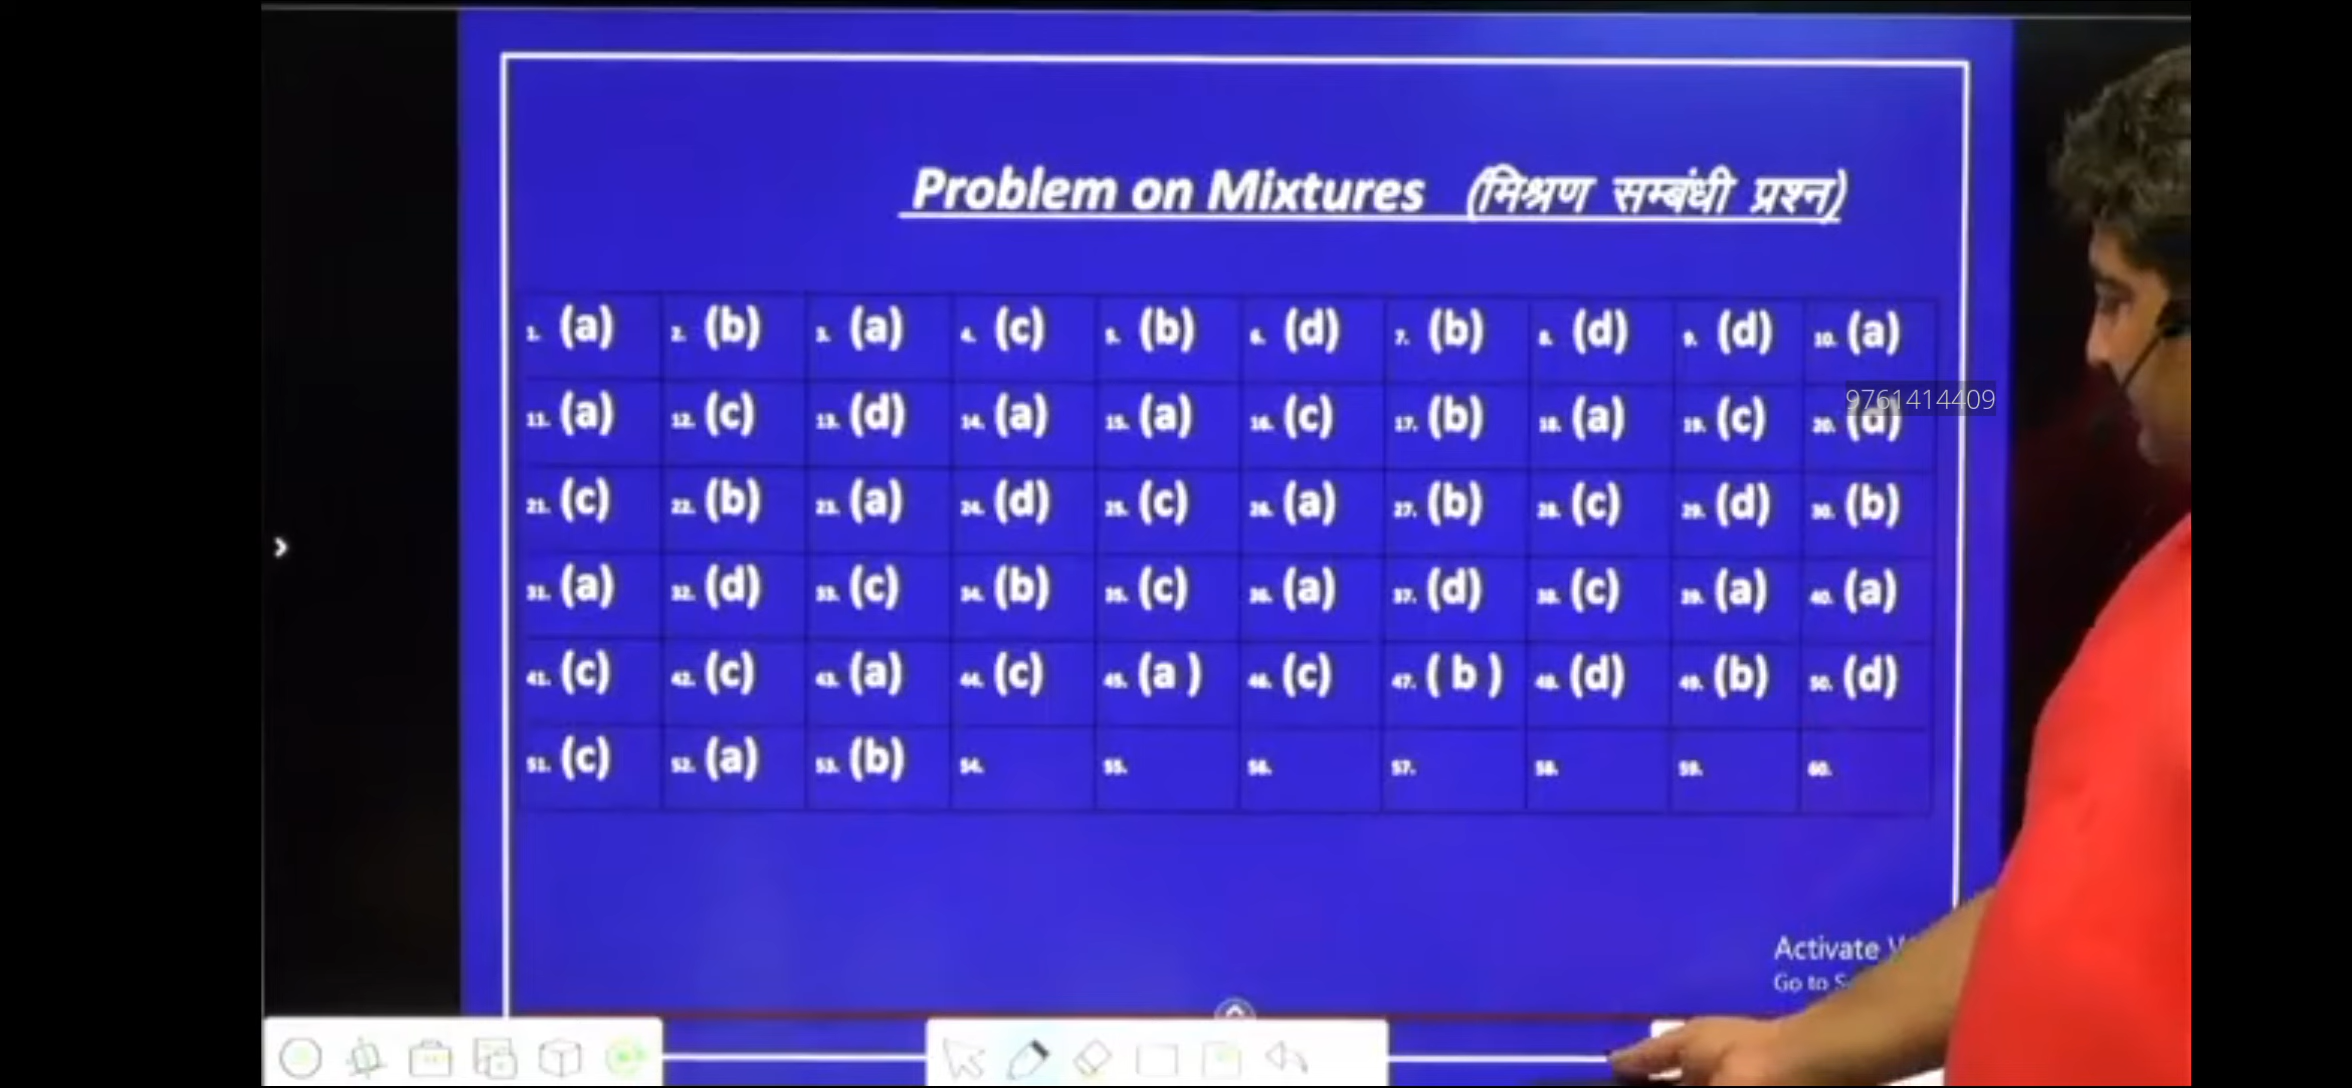 Problem on Mixtures (मिश्रण सम्बंधी प्रश्न)
1. (a) 2. (b) 3. (a) 4. (c) 5. (b) 6. (d) 7. (b) 8. (d) 9. (d) 10. (a)
9761414409
11. (a) 12. (c) 13. (d) 14. (a) 15. (a) 16. (c) 17. (b) 18. (a) 19. (c) 20. (d)
21. (c) 22. (b) 23. (a) 24. (d) 25. (c) 26. (a) 27. (b) 28. (c) 29. (d) 30. (b)
31. (a) 32. (d) 33. (c) 34. (b) 35. (c) 36. (a) 37. (d) 38. (c) 39. (a) 40. (a)
41. (c) 42. (c) 43. (a) 44. (c) 45. (a ) 46. (c) 47. ( b ) 48. (d) 49. (b) 50. (d)
51. (c) 52. (a) 53. (b) 54. 55. 56. 57. 58. 59. 60.
Activate
Go to